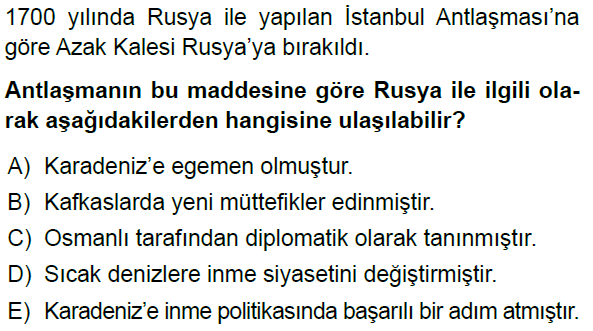 1700 yılında Rusya ile yapılan İstanbul Antlaşması’na
göre Azak Kalesi Rusya’ya bırakıldı.
Antlaşmanın bu maddesine göre Rusya ile ilgili ola-
rak aşağıdakilerden hangisine ulaşılabilir?
A) Karadeniz’e egemen olmuştur.
B) Kafkaslarda yeni müttefikler edinmiştir.
C) Osmanlı tarafından diplomatik olarak tanınmıştır.
D) Sıcak denizlere inme siyasetini değiştirmiştir.
E) Karadeniz’e inme politikasında başarılı bir adım atmıştır.